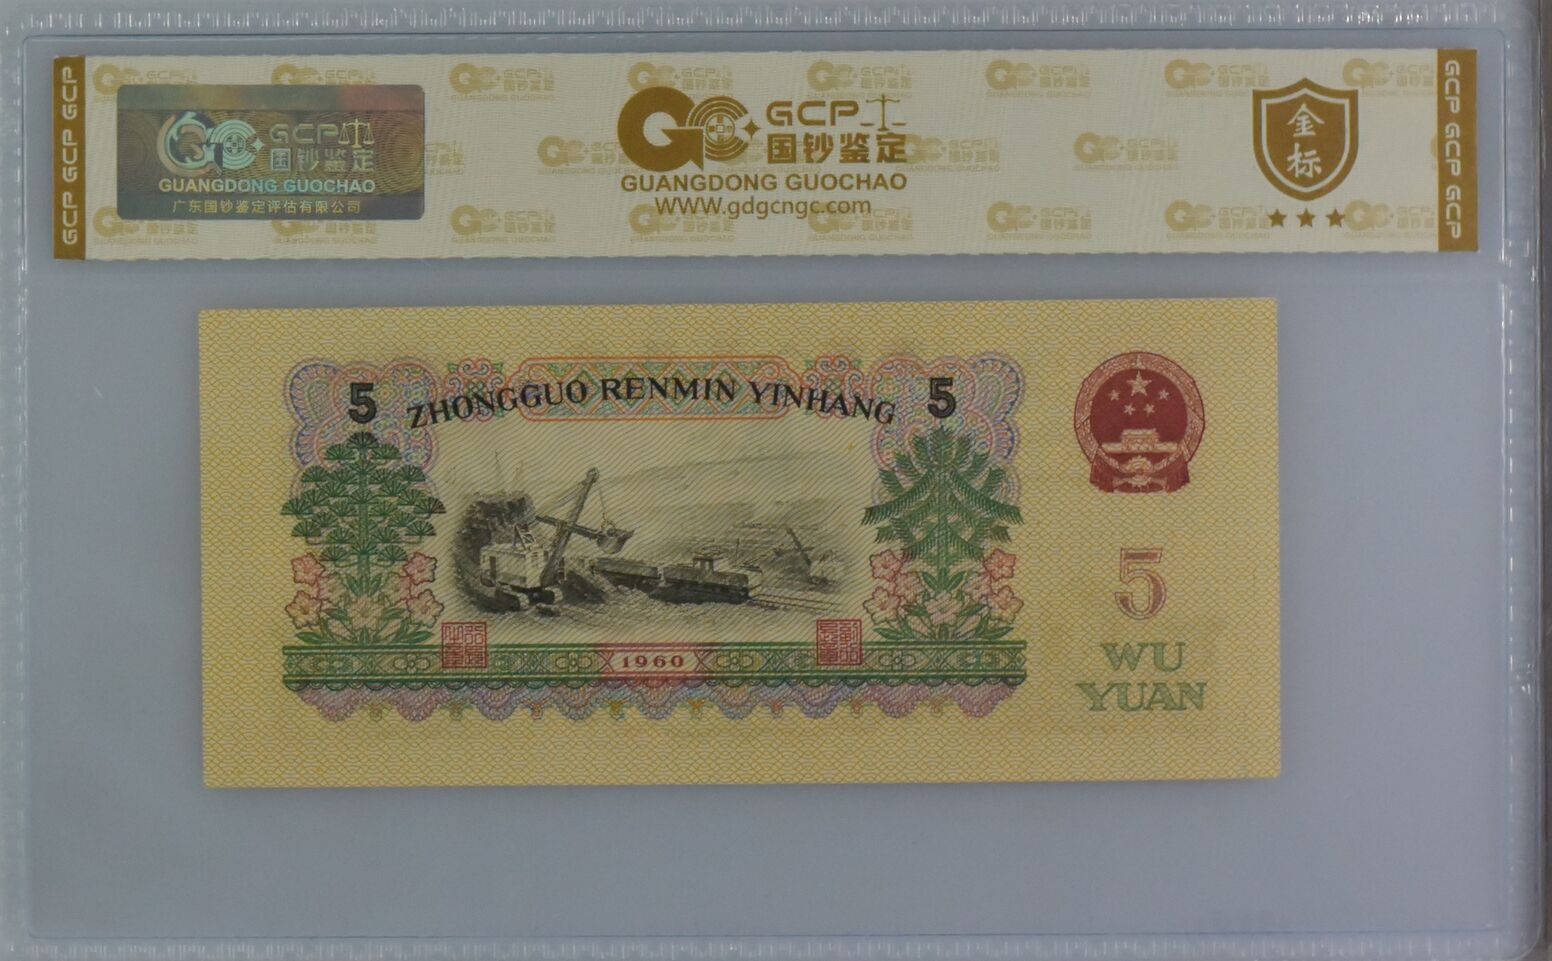 GCP GCP GCP
GCP
国钞鉴定
GUANGDONG GUOCHAO
广东国钞鉴定评估有限公司
GCP
国钞鉴定
GUANGDONG GUOCHAO
WWW.gdgcngc.com
金标
GCP GCP GCP
5
ZHONGGUO RENMIN YINHANG
5
5
WU
YUAN
1960